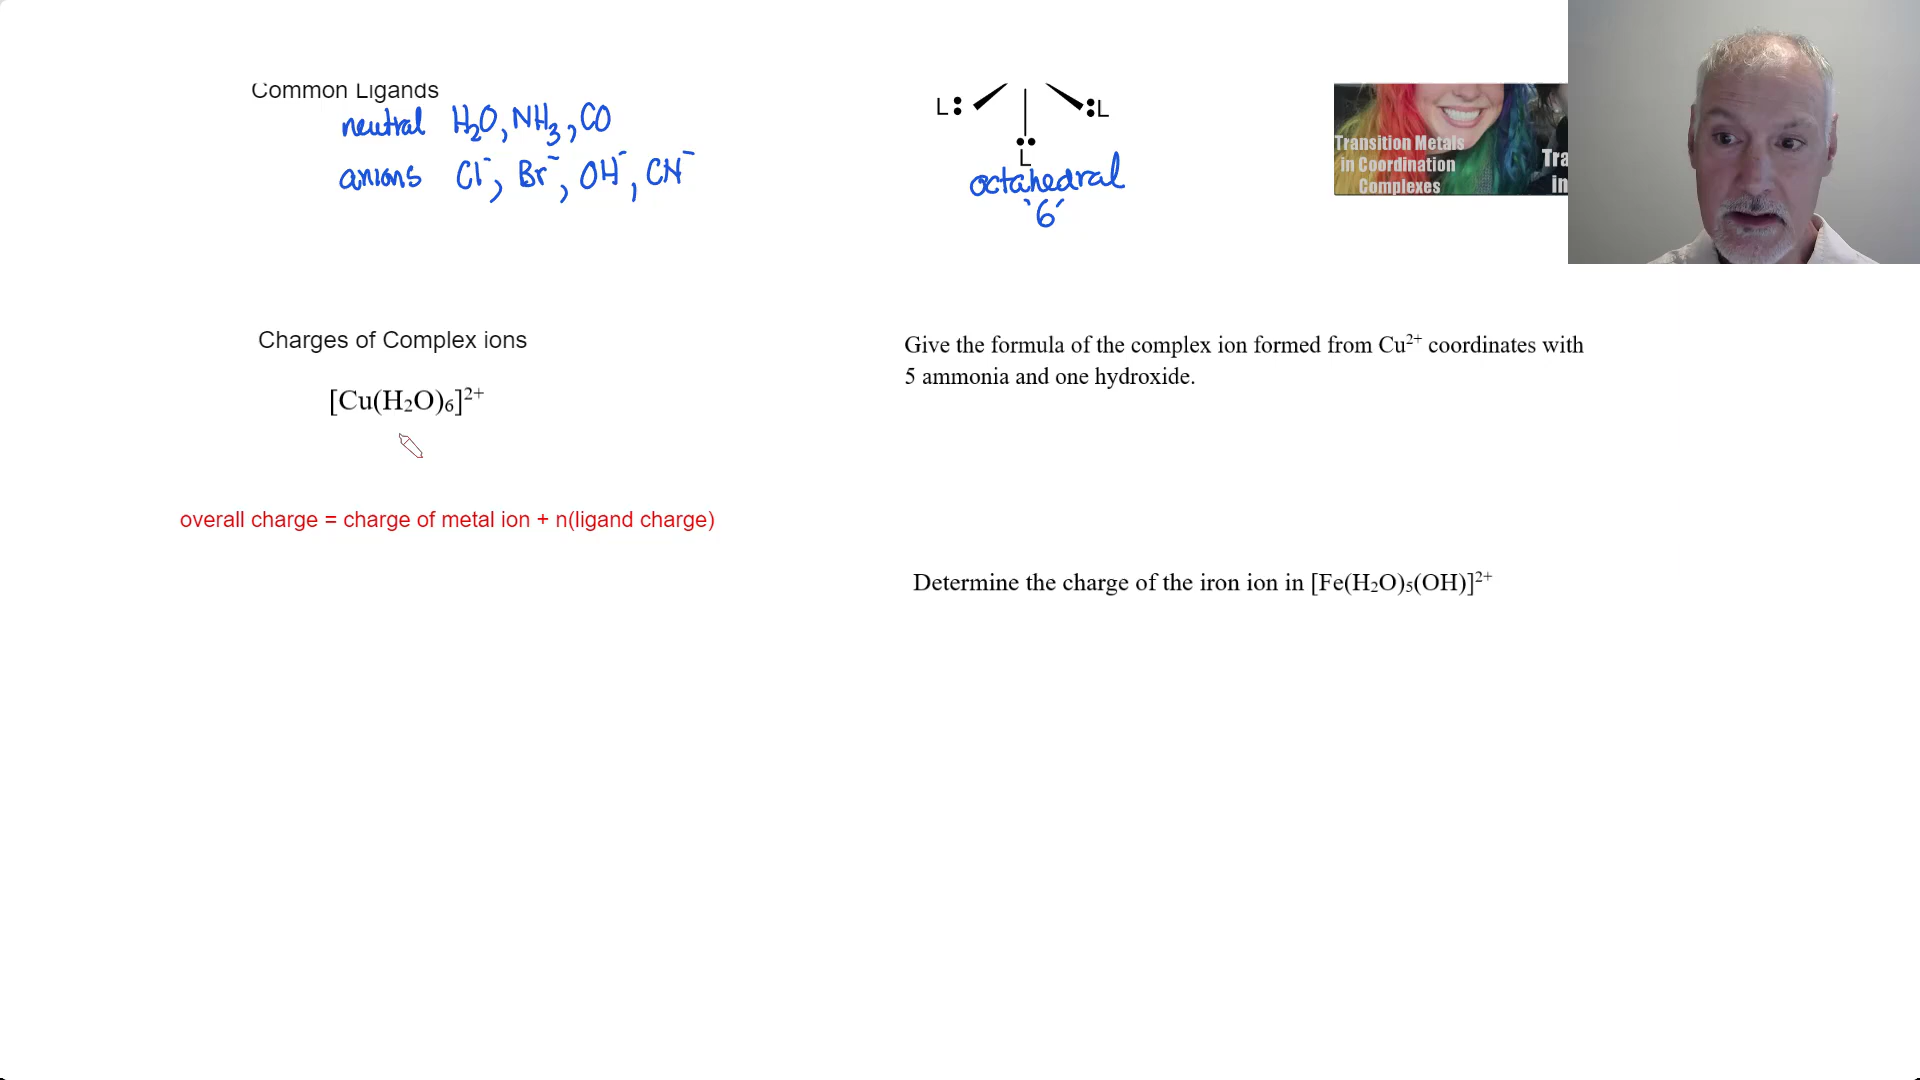 Common Ligands
neutral H₂O, NH₃, CO
anions Cl⁻, Br⁻, OH⁻, CN⁻
L: :L
L
octahedral
'6'
Transition Metals
in Coordination
Complexes
Tra
in
Charges of Complex ions
[Cu(H₂O)₆]²⁺
overall charge = charge of metal ion + n(ligand charge)
Give the formula of the complex ion formed from Cu²⁺ coordinates with
5 ammonia and one hydroxide.
Determine the charge of the iron ion in [Fe(H₂O)₅(OH)]²⁺